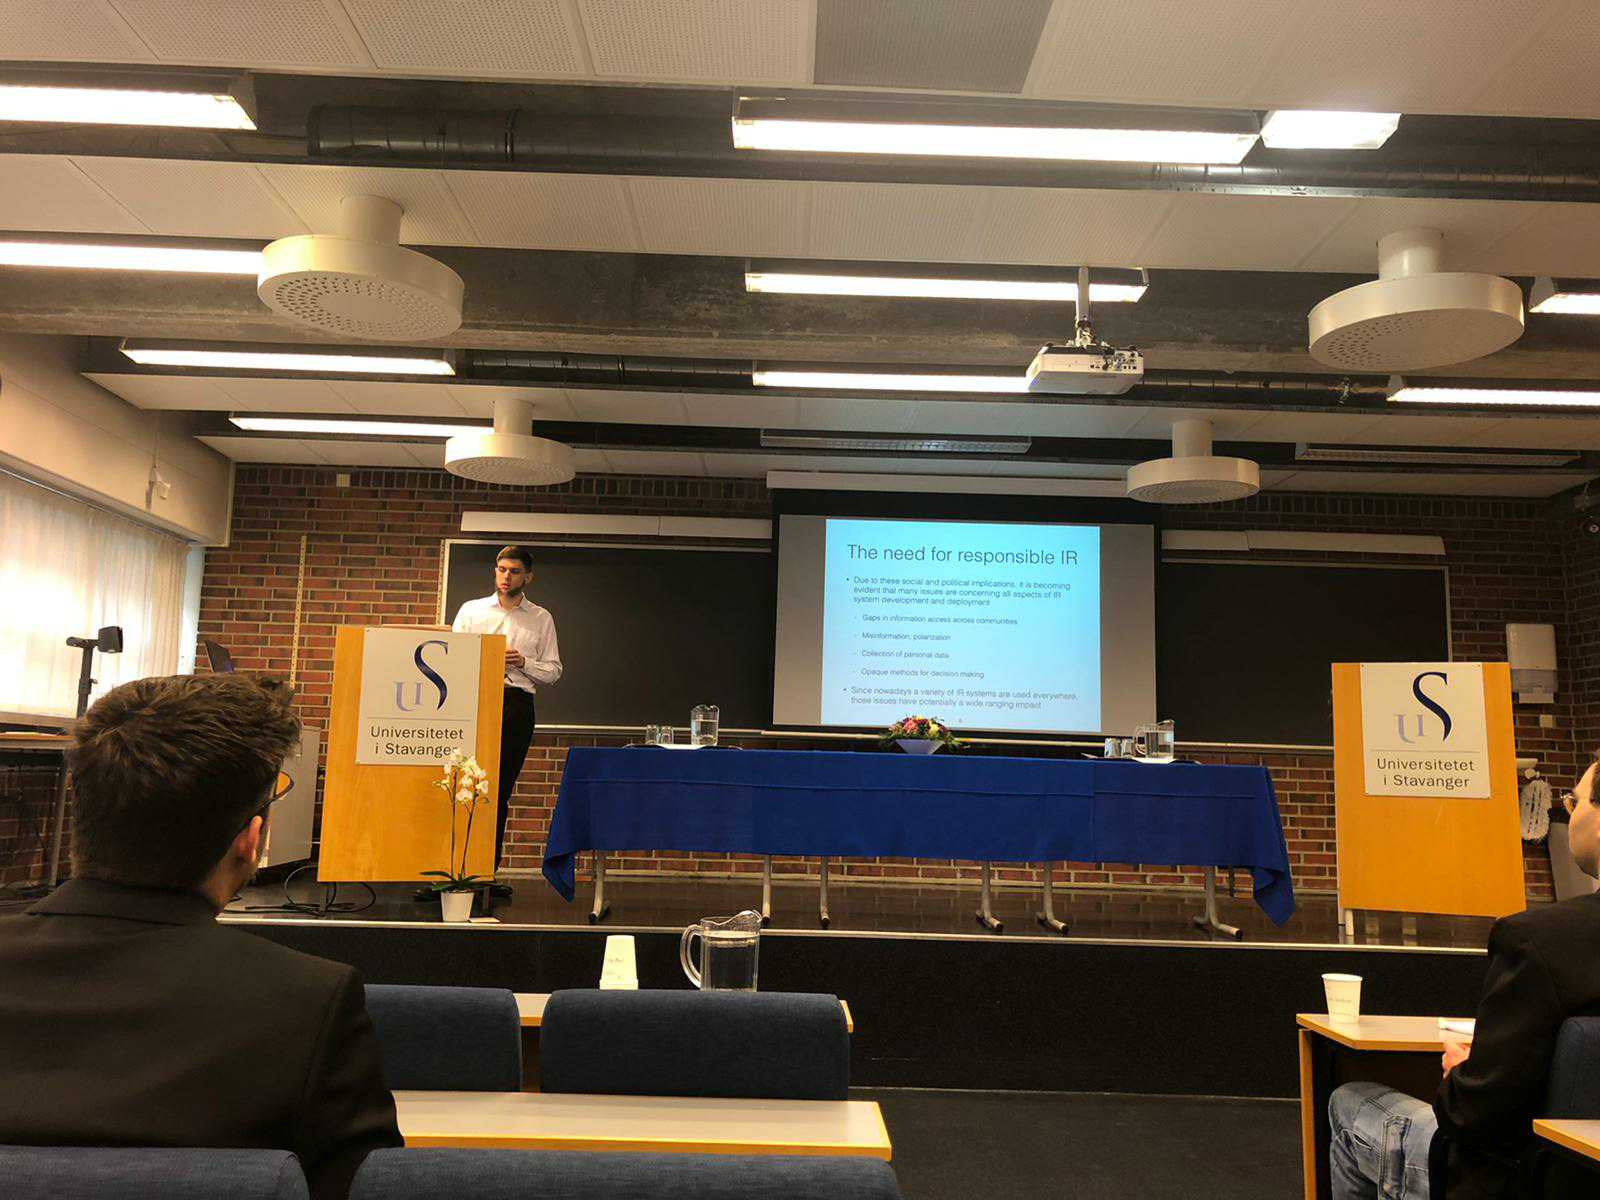 The need for responsible IR
• Due to these social and political implications, it is becoming
evident that many issues are concerning all aspects of IR
system development and deployment
- Gaps in information access across communities
- Misinformation, polarization
- Collection of personal data
- Opaque methods for decision making
• Since nowadays a variety of IR systems are used everywhere,
those issues have potentially a wide ranging impact
US
Universitetet
i Stavanger
US
Universitetet
i Stavanger